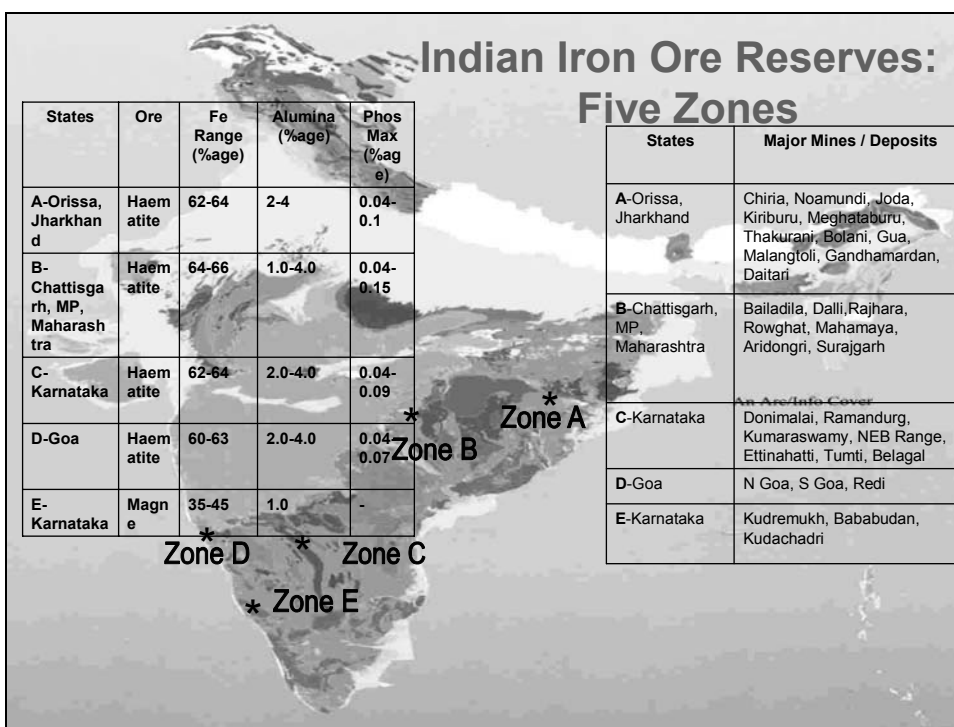 Indian Iron Ore Reserves:
Five Zones
States
Ore
Fe
Range
(%age)
Alumina
(%age)
Phos
Max
(%ag
e)
A-Orissa,
Jharkhan
d
Haem
atite
62-64
2-4
0.04-
0.1
B-
Chattisga
rh, MP,
Maharash
tra
Haem
atite
64-66
1.0-4.0
0.04-
0.15
C-
Karnataka
Haem
atite
62-64
2.0-4.0
0.04-
0.09
D-Goa
Haem
atite
60-63
2.0-4.0
0.04-
0.07
E-
Karnataka
Magn
e
35-45
1.0
-
States
Major Mines / Deposits
A-Orissa,
Jharkhand
Chiria, Noamundi, Joda,
Kiriburu, Meghataburu,
Thakurani, Bolani, Gua,
Malangtoli, Gandhamardan,
Daitari
B-Chattisgarh,
MP,
Maharashtra
Bailadila, Dalli,Rajhara,
Rowghat, Mahamaya,
Aridongri, Surajgarh
An Arc/Info Cover
C-Karnataka
Donimalai, Ramandurg,
Kumaraswamy, NEB Range,
Ettinahatti, Tumti, Belagal
D-Goa
N Goa, S Goa, Redi
E-Karnataka
Kudremukh, Bababudan,
Kudachadri
* Zone A
* Zone B
* Zone D
* Zone C
* Zone E